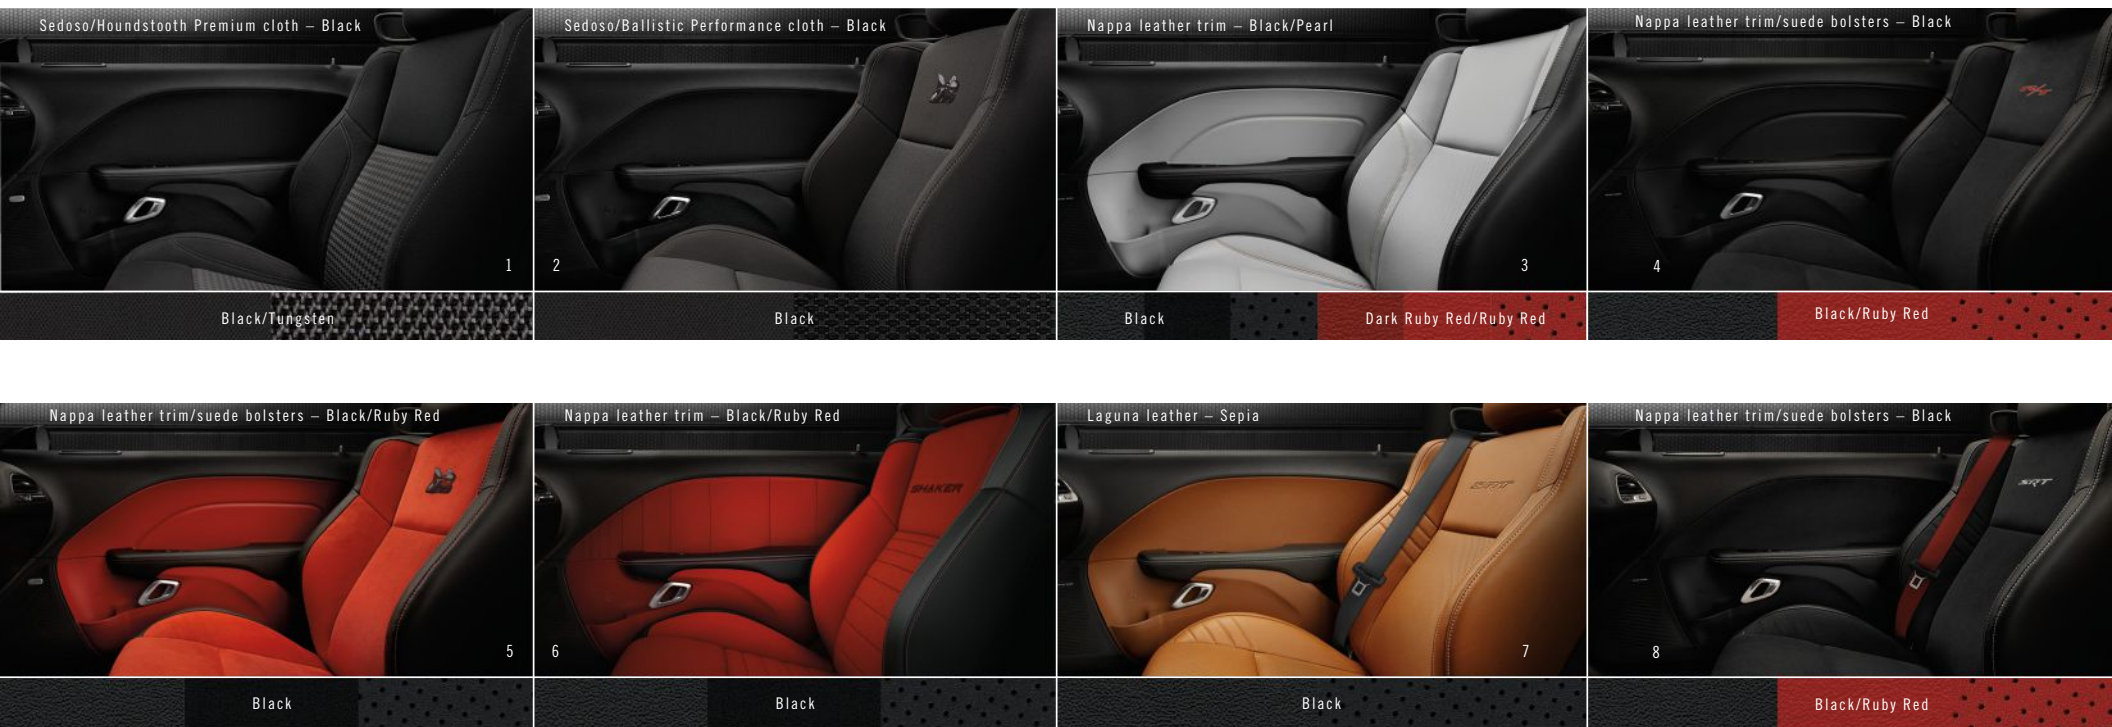 Sedoso/Houndstooth Premium cloth – Black
1
Black/Tungsten
Sedoso/Ballistic Performance cloth – Black
2
Black
Nappa leather trim – Black/Pearl
3
Black
Dark Ruby Red/Ruby Red
Nappa leather trim/suede bolsters – Black
R/T
4
Black/Ruby Red
Nappa leather trim/suede bolsters – Black/Ruby Red
5
Black
Nappa leather trim – Black/Ruby Red
SHAKER
6
Black
Laguna leather – Sepia
SRT
7
Black
Nappa leather trim/suede bolsters – Black
SRT
8
Black/Ruby Red